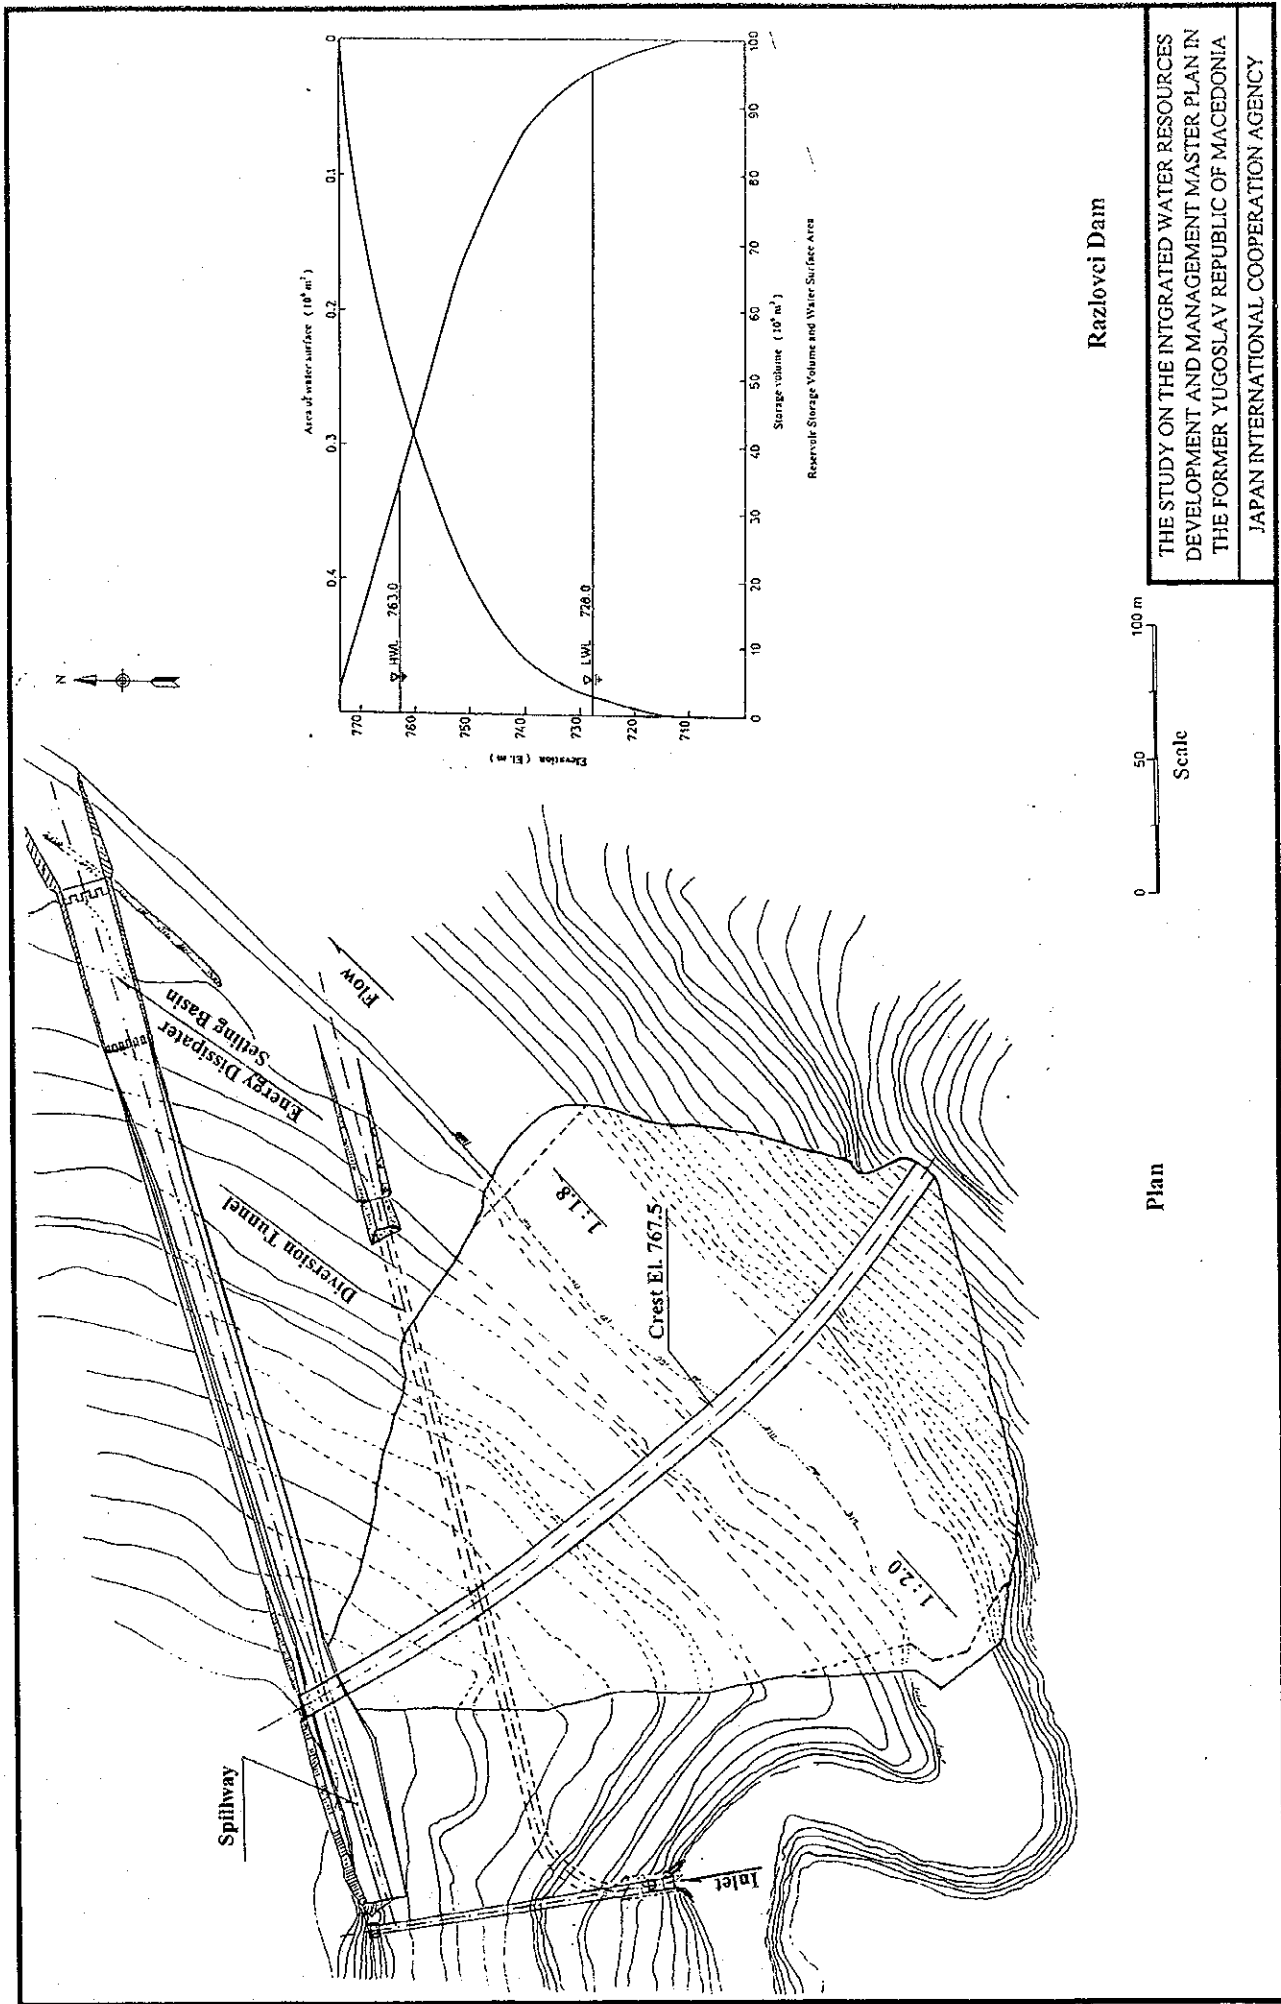 Spillway
Inlet
Diversion Tunnel
Energy Dissipater
Setling Basin
Flow
1 : 1.8
Crest El. 767.5
1 : 2.0
N
Area of water surface ( 10⁶ m² )
0.4
0.3
0.2
0.1
0
Elevation ( El. m )
770
760
750
740
730
720
710
HWL 763.0
LWL 728.0
0
10
20
30
40
50
60
70
80
90
100
Storage volume ( 10⁶ m³ )
Reservoir Storage Volume and Water Surface Area
Plan
0
50
100 m
Scale
Razlovci Dam
THE STUDY ON THE INTGRATED WATER RESOURCES
DEVELOPMENT AND MANAGEMENT MASTER PLAN IN
THE FORMER YUGOSLAV REPUBLIC OF MACEDONIA
JAPAN INTERNATIONAL COOPERATION AGENCY